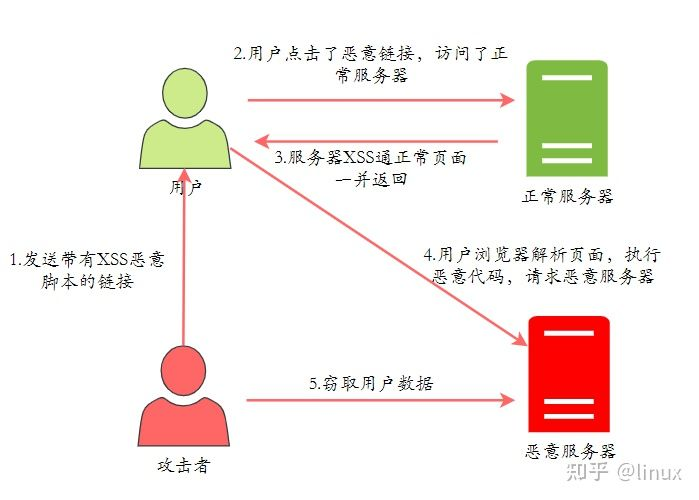 2.用户点击了恶意链接，访问了正
常服务器
3.服务器XSS通正常页面
一并返回
用户
正常服务器
1.发送带有XSS恶意
脚本的链接
4.用户浏览器解析页面，执行
恶意代码，请求恶意服务器
5.窃取用户数据
攻击者
恶意服务器
知乎 @linux